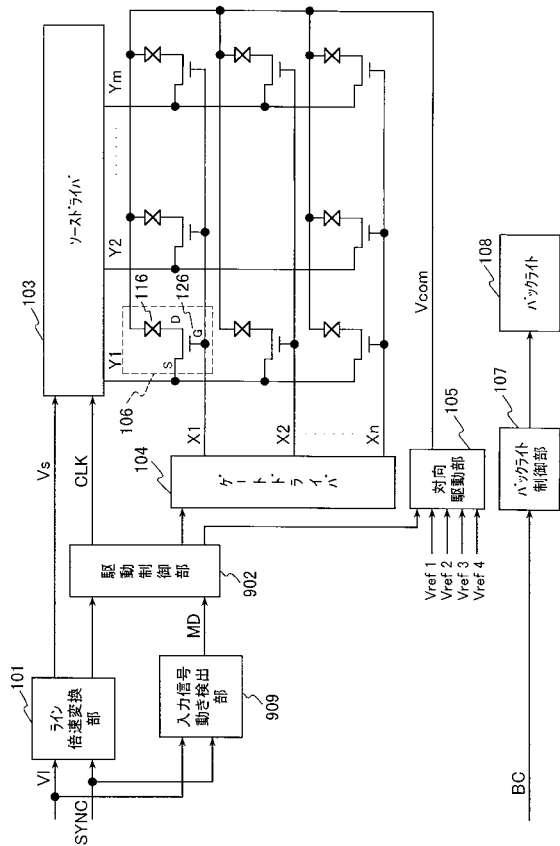 VI
SYNC
101
ライン
倍速変換
部
Vs
CLK
103
ソースドライバ
入力信号
動き検出
部
909
MD
駆動制御部
902
104
ゲートドライバ
106
Y1
116
126
S
D
G
Y2
Ym
X1
X2
Xn
Vcom
対向
駆動部
105
Vref 1
Vref 2
Vref 3
Vref 4
BC
バックライト
制御部
107
バックライト
108